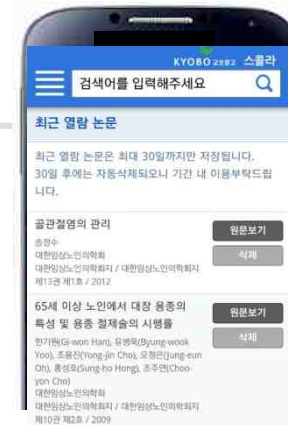 KYOBO 교보문고 스콜라
검색어를 입력해주세요
최근 열람 논문
최근 열람 논문은 최대 30일까지만 저장됩니다.
30일 후에는 자동삭제되오니 기간 내 이용부탁드립
니다.
골관절염의 관리
원문보기
송정수
삭제
대한임상노인의학회
대한임상노인의학회지 / 대한임상노인의학회지
제13권 제1호 / 2012
65세 이상 노인에서 대장 용종의
원문보기
특성 및 용종 절제술의 시행률
삭제
한기원(Gi-won Han), 유병욱(Byung-wook
Yoo), 조용진(Yong-jin Cho), 오정은(Jung-eun
Oh), 홍성호(Sung-ho Hong), 조주연(Choo-
yon Cho)
대한임상노인의학회
대한임상노인의학회지 / 대한임상노인의학회지
제10권 제2호 / 2009